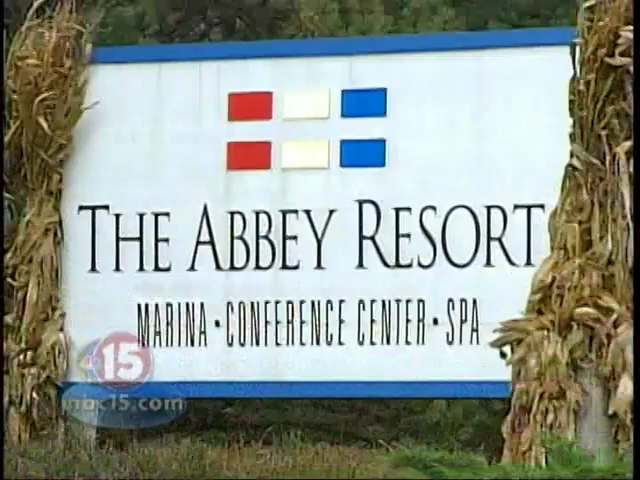 THE ABBEY RESORT
MARINA • CONFERENCE CENTER • SPA
15
nbc15.com